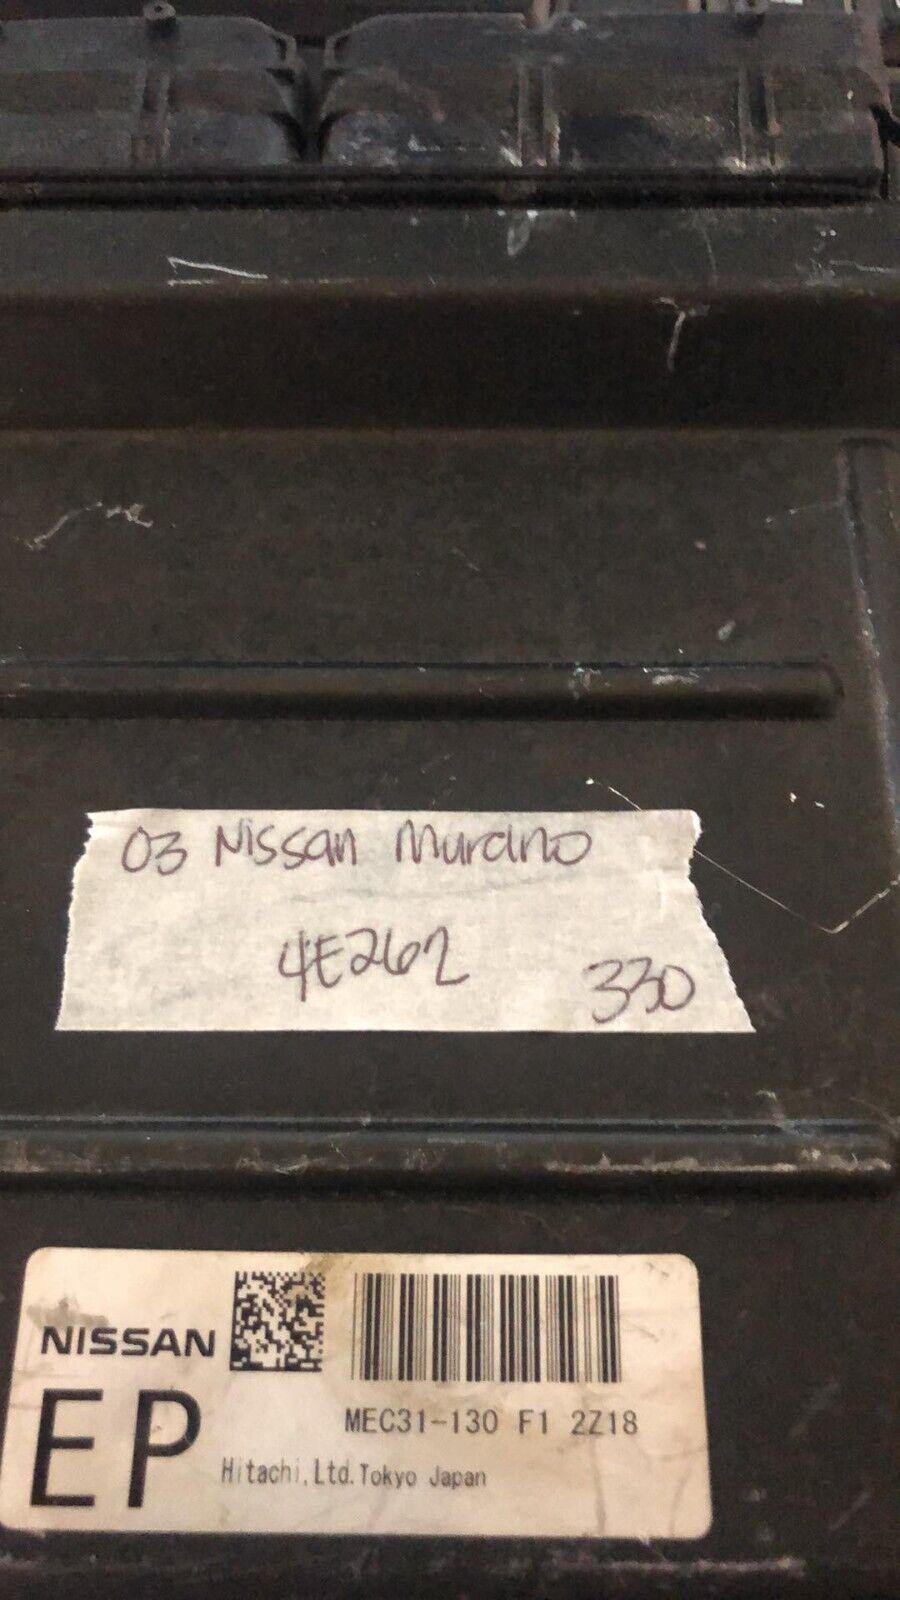 03 Nissan Murano
4E262
330
NISSAN
EP
MEC31-130 F1 2Z18
Hitachi,Ltd.Tokyo Japan